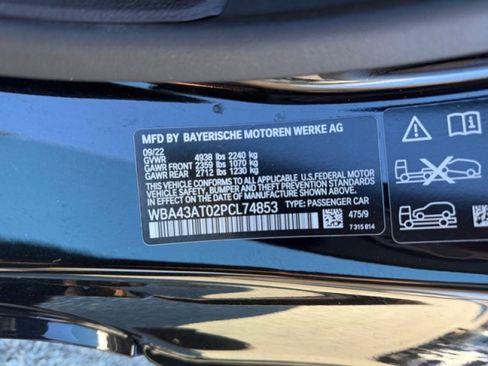 MFD BY BAYERISCHE MOTOREN WERKE AG
09/22
GVWR 4938 lbs 2240 kg
GAWR FRONT 2359 lbs 1070 kg
GAWR REAR 2712 lbs 1230 kg
THIS VEHICLE CONFORMS TO ALL APPLICABLE U.S. FEDERAL MOTOR
VEHICLE SAFETY, BUMPER, AND THEFT PREVENTION STANDARDS
IN EFFECT ON THE DATE OF MANUFACTURE SHOWN ABOVE.
WBA43AT02PCL74853 TYPE: PASSENGER CAR
475/9
7 315 814